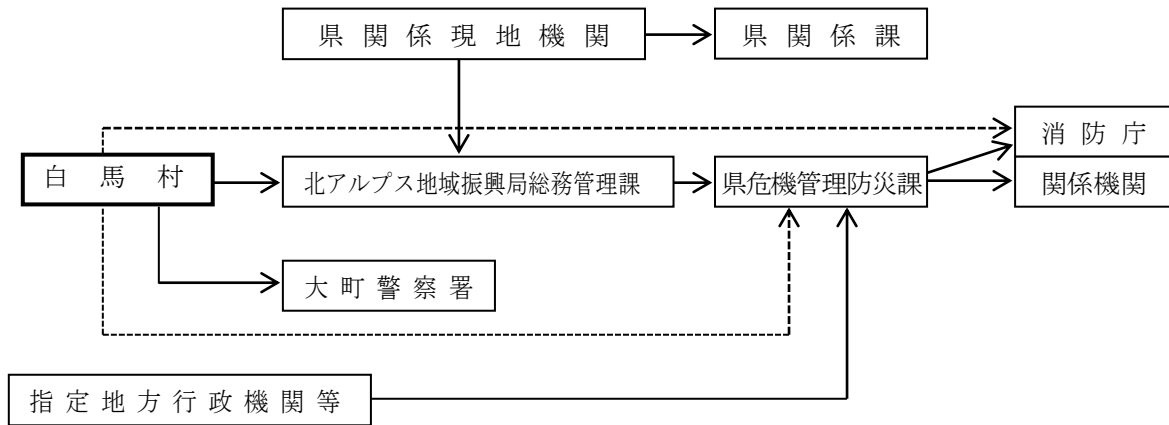 県関係現地機関
県関係課
消防庁
白馬村
北アルプス地域振興局総務管理課
県危機管理防災課
関係機関
大町警察署
指定地方行政機関等